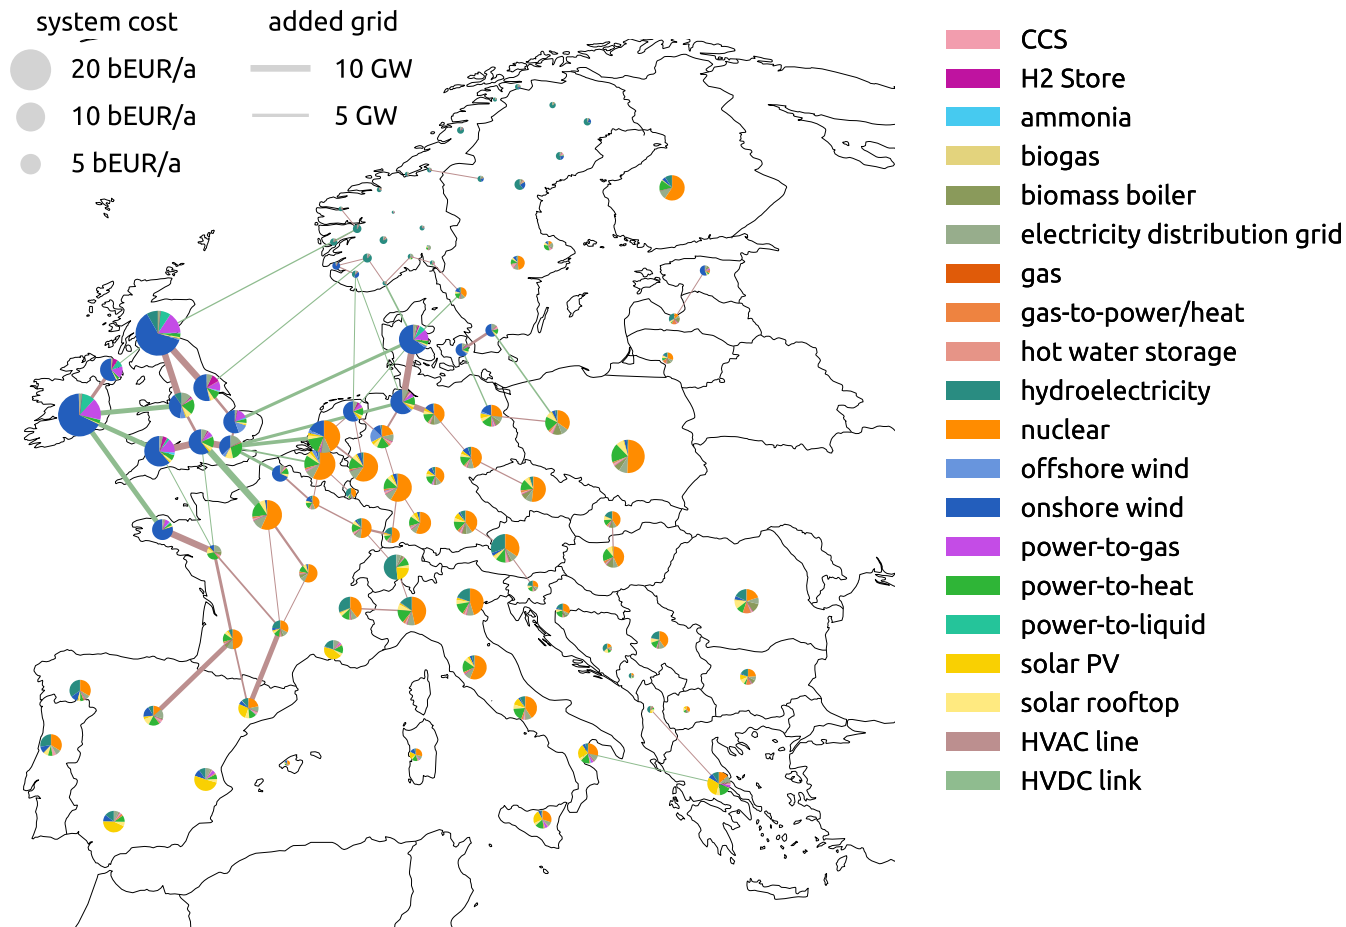 system cost
added grid
20 bEUR/a
10 GW
10 bEUR/a
5 GW
5 bEUR/a
CCS
H2 Store
ammonia
biogas
biomass boiler
electricity distribution grid
gas
gas-to-power/heat
hot water storage
hydroelectricity
nuclear
offshore wind
onshore wind
power-to-gas
power-to-heat
power-to-liquid
solar PV
solar rooftop
HVAC line
HVDC link